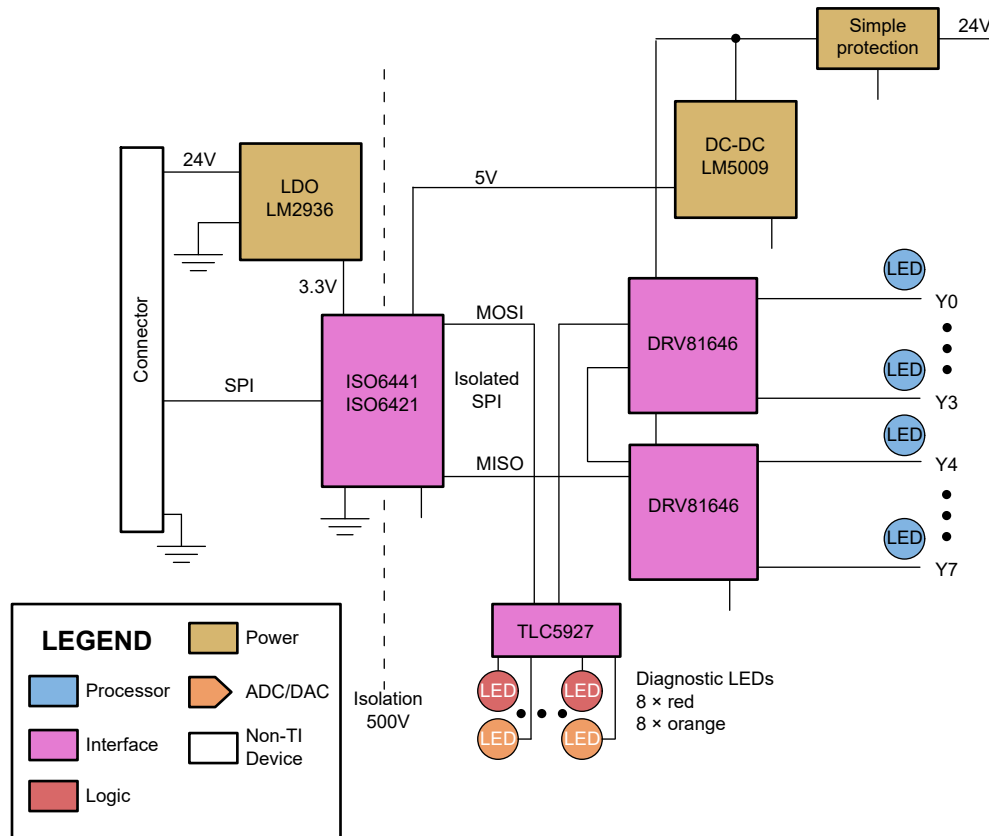 Simple
protection
24V
DC-DC
LM5009
24V
LDO
LM2936
5V
3.3V
Connector
SPI
ISO6441
ISO6421
MOSI
Isolated
SPI
MISO
DRV81646
DRV81646
LED
Y0
LED
Y3
LED
Y4
LED
Y7
TLC5927
LED
LED
LED
LED
Diagnostic LEDs
8 × red
8 × orange
Isolation
500V
LEGEND
Power
Processor
ADC/DAC
Interface
Non-TI
Device
Logic